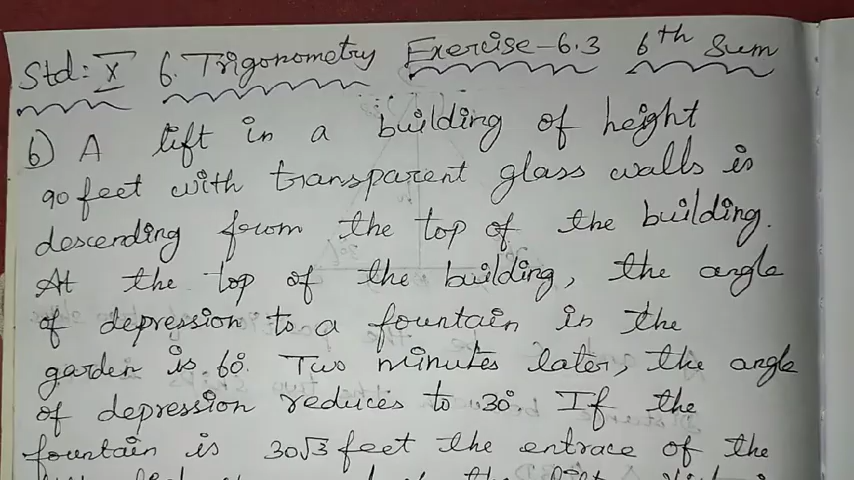 Std: X 6. Trigonometry Exercise-6.3 6th Sum
6) A lift in a building of height
90 feet with transparent glass walls is
descending from the top of the building.
At the top of the building, the angle
of depression to a fountain in the
garden is 60°. Two minutes later, the angle
of depression reduces to 30°. If the
fountain is 30√3 feet the entrace of the